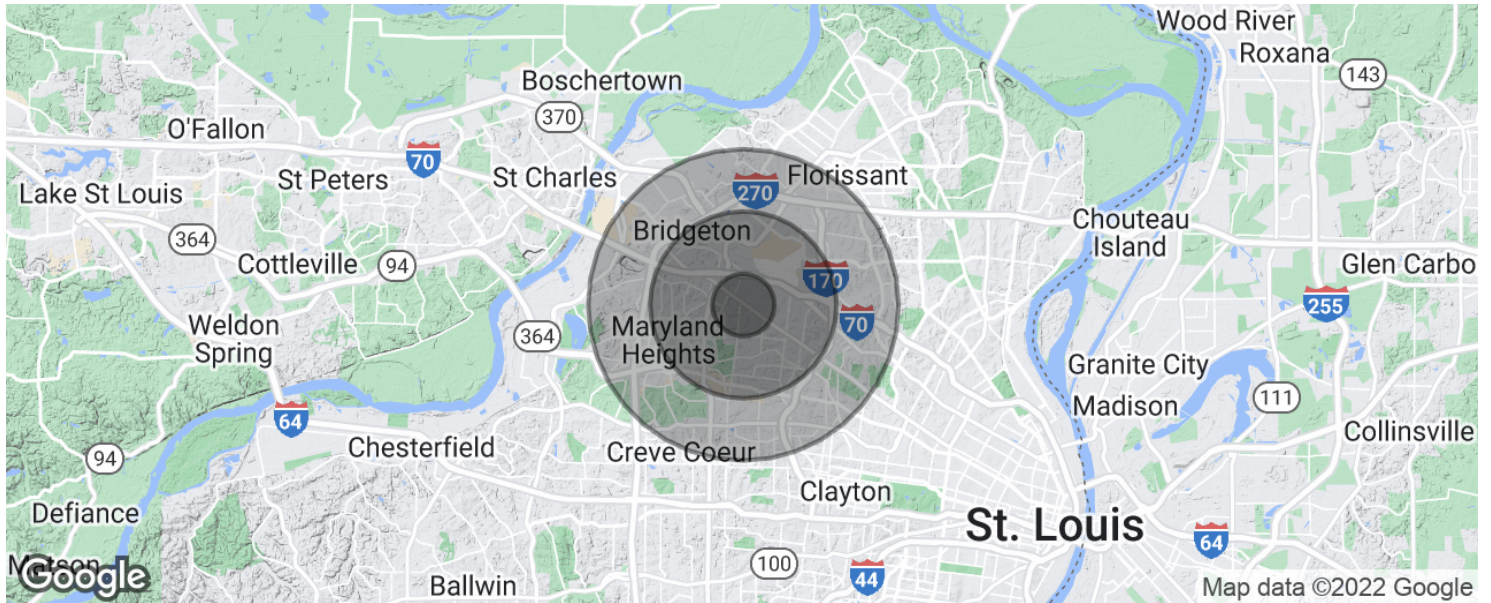 Wood River
Roxana
143
Boschertown
370
O'Fallon
70
St Peters
St Charles
270
Florissant
Lake St Louis
364
Bridgeton
Chouteau
Island
Cottleville
94
170
Glen Carbo
255
Weldon
Spring
364
Maryland
Heights
70
Granite City
111
Madison
64
Chesterfield
Creve Coeur
Collinsville
94
Clayton
Defiance
St. Louis
64
Matson
Google
100
44
Ballwin
Map data ©2022 Google